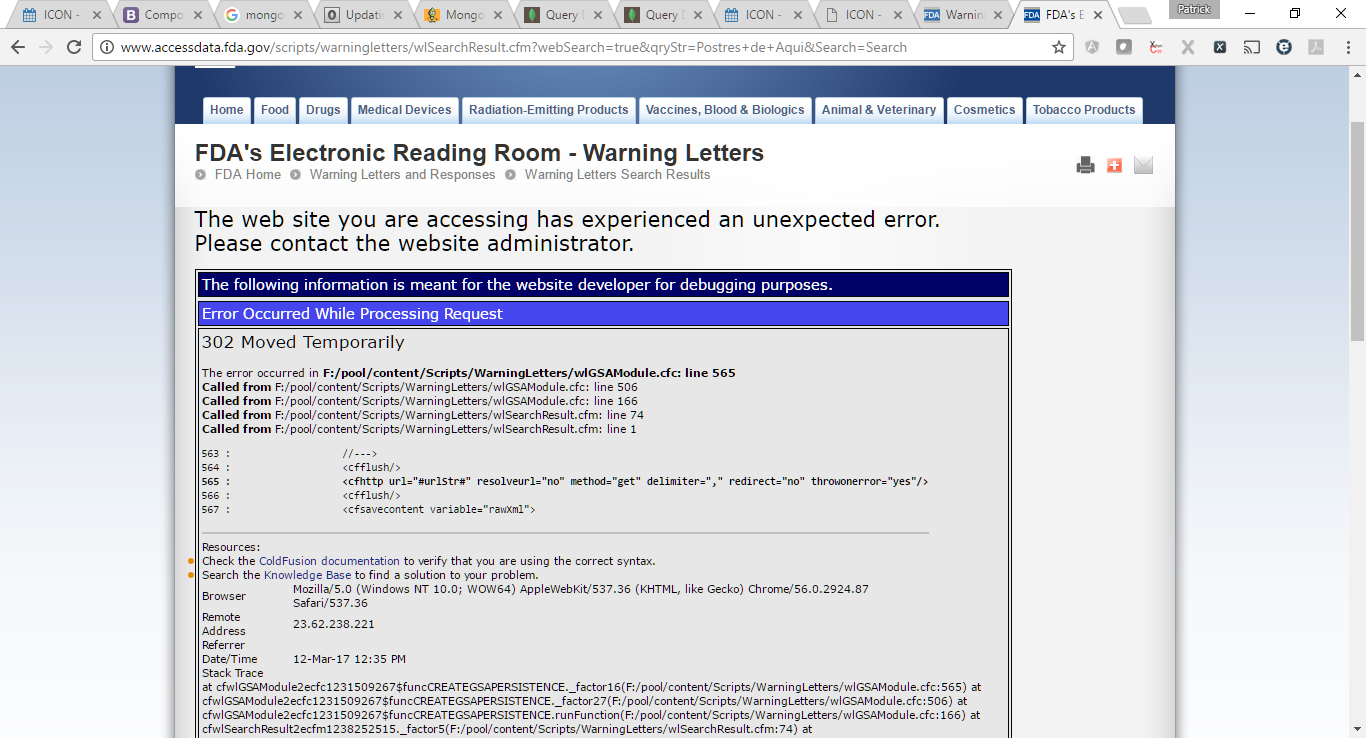 ICON -
Compo
mongo
Updatin
Mongo
Query D
Query D
ICON -
ICON -
Warnin
FDA's E
Patrick
www.accessdata.fda.gov/scripts/warningletters/wlSearchResult.cfm?webSearch=true&qryStr=Postres+de+Aqui&Search=Search
Home Food Drugs Medical Devices Radiation-Emitting Products Vaccines, Blood & Biologics Animal & Veterinary Cosmetics Tobacco Products
FDA's Electronic Reading Room - Warning Letters
FDA Home Warning Letters and Responses Warning Letters Search Results
The web site you are accessing has experienced an unexpected error.
Please contact the website administrator.
The following information is meant for the website developer for debugging purposes.
Error Occurred While Processing Request
302 Moved Temporarily
The error occurred in F:/pool/content/Scripts/WarningLetters/wlGSAModule.cfc: line 565
Called from F:/pool/content/Scripts/WarningLetters/wlGSAModule.cfc: line 506
Called from F:/pool/content/Scripts/WarningLetters/wlGSAModule.cfc: line 166
Called from F:/pool/content/Scripts/WarningLetters/wlSearchResult.cfm: line 74
Called from F:/pool/content/Scripts/WarningLetters/wlSearchResult.cfm: line 1
563 : //--->
564 : <cfflush/>
565 : <cfhttp url="#urlStr#" resolveurl="no" method="get" delimiter="," redirect="no" throwonerror="yes"/>
566 : <cfflush/>
567 : <cfsavecontent variable="rawXml">
Resources:
Check the ColdFusion documentation to verify that you are using the correct syntax.
Search the Knowledge Base to find a solution to your problem.
Browser Mozilla/5.0 (Windows NT 10.0; WOW64) AppleWebKit/537.36 (KHTML, like Gecko) Chrome/56.0.2924.87
Safari/537.36
Remote
Address 23.62.238.221
Referrer
Date/Time 12-Mar-17 12:35 PM
Stack Trace
at cfwlGSAModule2ecfc1231509267$funcCREATEGSAPERSISTENCE._factor16(F:/pool/content/Scripts/WarningLetters/wlGSAModule.cfc:565) at
cfwlGSAModule2ecfc1231509267$funcCREATEGSAPERSISTENCE._factor27(F:/pool/content/Scripts/WarningLetters/wlGSAModule.cfc:506) at
cfwlGSAModule2ecfc1231509267$funcCREATEGSAPERSISTENCE.runFunction(F:/pool/content/Scripts/WarningLetters/wlGSAModule.cfc:166) at
cfwlSearchResult2ecfm1238252515._factor5(F:/pool/content/Scripts/WarningLetters/wlSearchResult.cfm:74) at